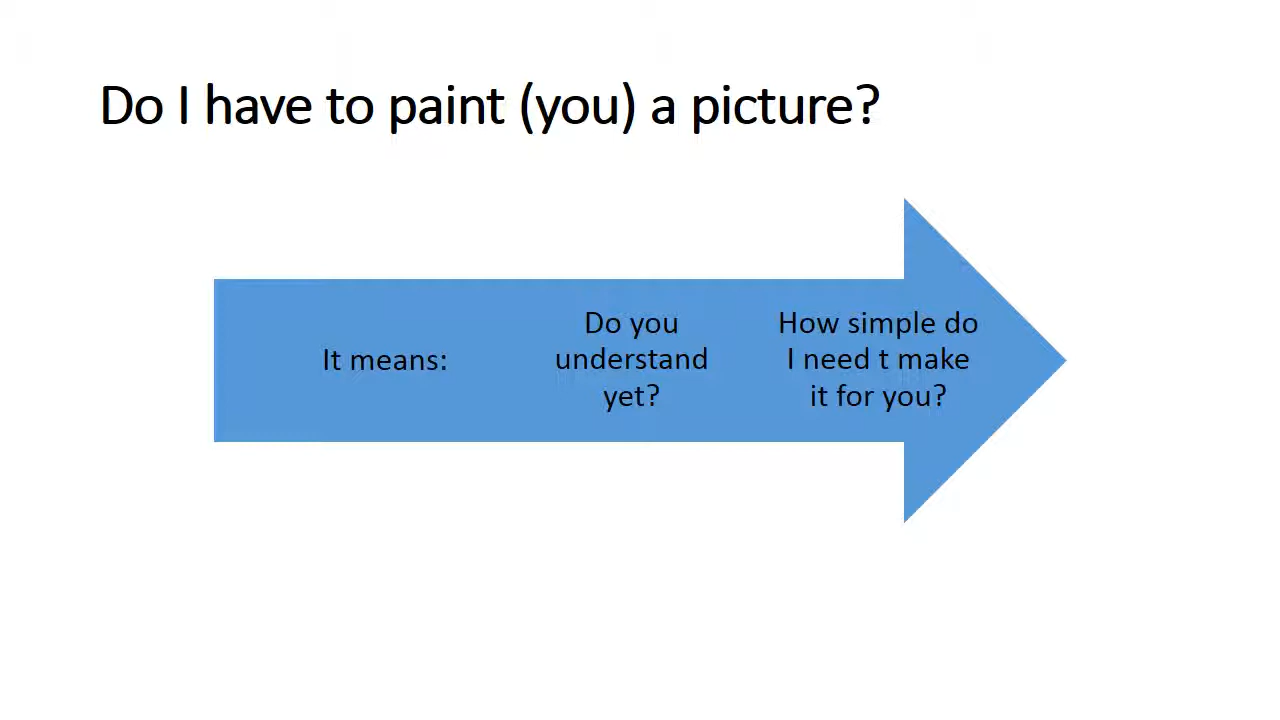 Do I have to paint (you) a picture?
It means:
Do you
understand
yet?
How simple do
I need t make
it for you?